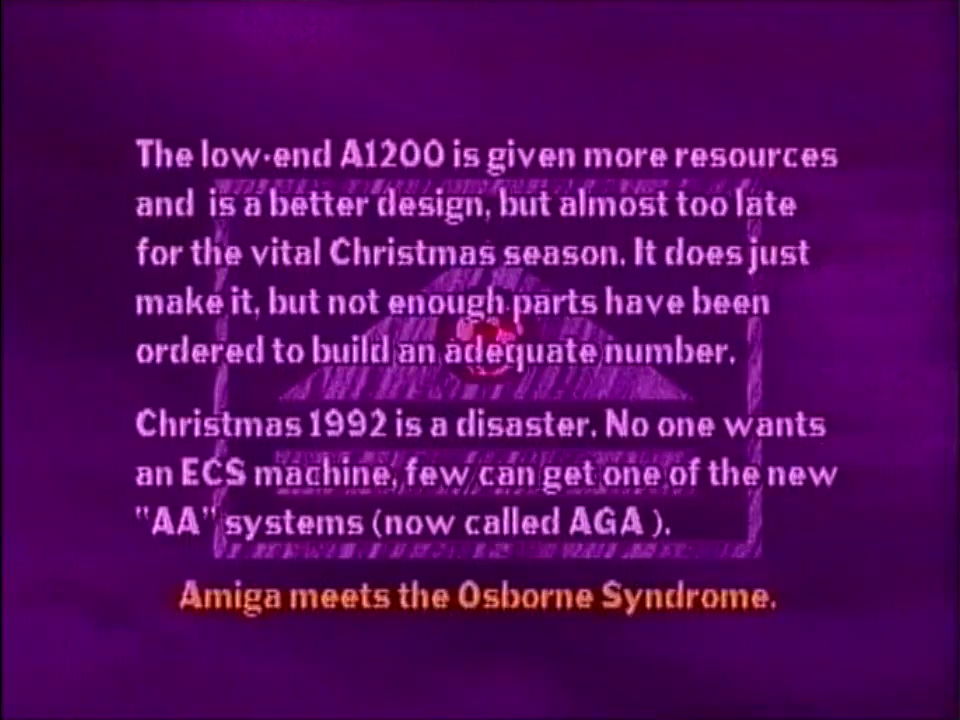 The low-end A1200 is given more resources
and is a better design, but almost too late
for the vital Christmas season. It does just
make it, but not enough parts have been
ordered to build an adequate number.
Christmas 1992 is a disaster. No one wants
an ECS machine, few can get one of the new
"AA" systems (now called AGA ).
Amiga meets the Osborne Syndrome.